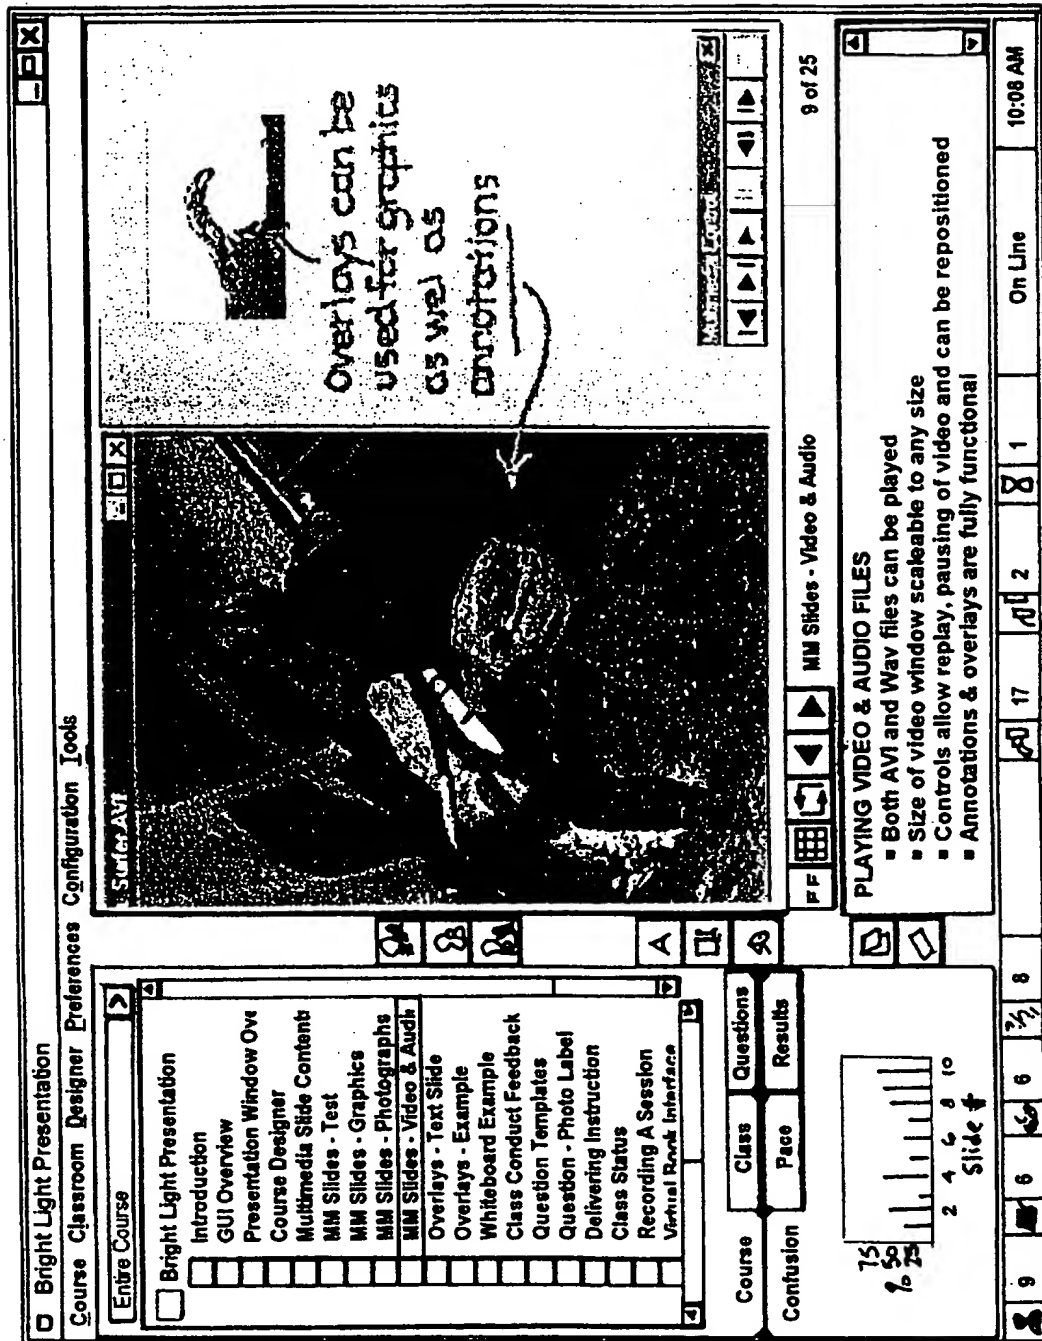 Bright Light Presentation
Course Classroom Designer Preferences Configuration Tools
Entire Course
Bright Light Presentation
Introduction
GUI Overview
Presentation Window Ove
Course Designer
Multimedia Slide Contents
MM Slides - Test
MM Slides - Graphics
MM Slides - Photographs
MM Slides - Video & Audio
Overlays - Text Slide
Overlays - Example
Whiteboard Example
Class Conduct Feedback
Question Templates
Question - Photo Label
Delivering Instruction
Class Status
Recording A Session
Course Class Questions
Confusion Pace Results
75
% 50
25
2 4 6 8 10
Slide #
A
Overlays can be
used for graphics
as wel as
annotations
FF
MM Slides - Video & Audio
9 of 25
PLAYING VIDEO & AUDIO FILES
▪ Both AVI and Wav files can be played
▪ Size of video window scaleable to any size
▪ Controls allow replay, pausing of video and can be repositioned
▪ Annotations & overlays are fully functional
9 6 6 8 17 2 1 On Line 10:08 AM